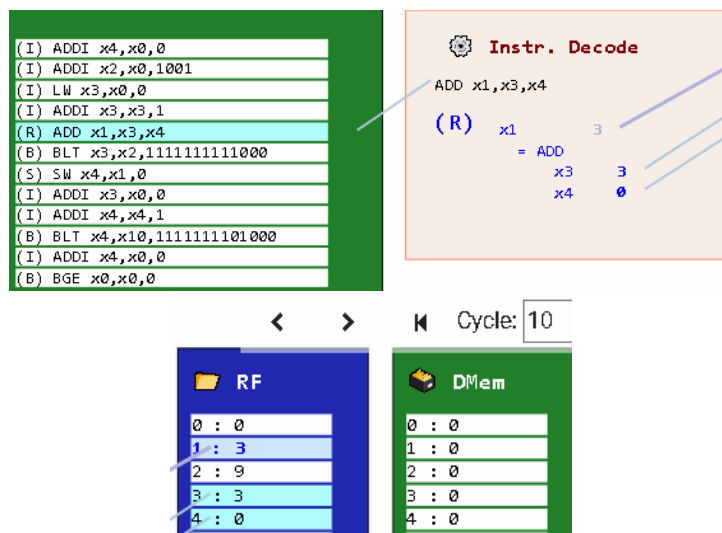 (I) ADDI x4,x0,0
(I) ADDI x2,x0,1001
(I) LW x3,x0,0
(I) ADDI x3,x3,1
(R) ADD x1,x3,x4
(B) BLT x3,x2,1111111111000
(S) SW x4,x1,0
(I) ADDI x3,x0,0
(I) ADDI x4,x4,1
(B) BLT x4,x10,1111111101000
(I) ADDI x4,x0,0
(B) BGE x0,x0,0
Instr. Decode
ADD x1,x3,x4
(R) x1 3
= ADD
x3 3
x4 0
Cycle: 10
RF
0 : 0
1 : 3
2 : 9
3 : 3
4 : 0
DMem
0 : 0
1 : 0
2 : 0
3 : 0
4 : 0